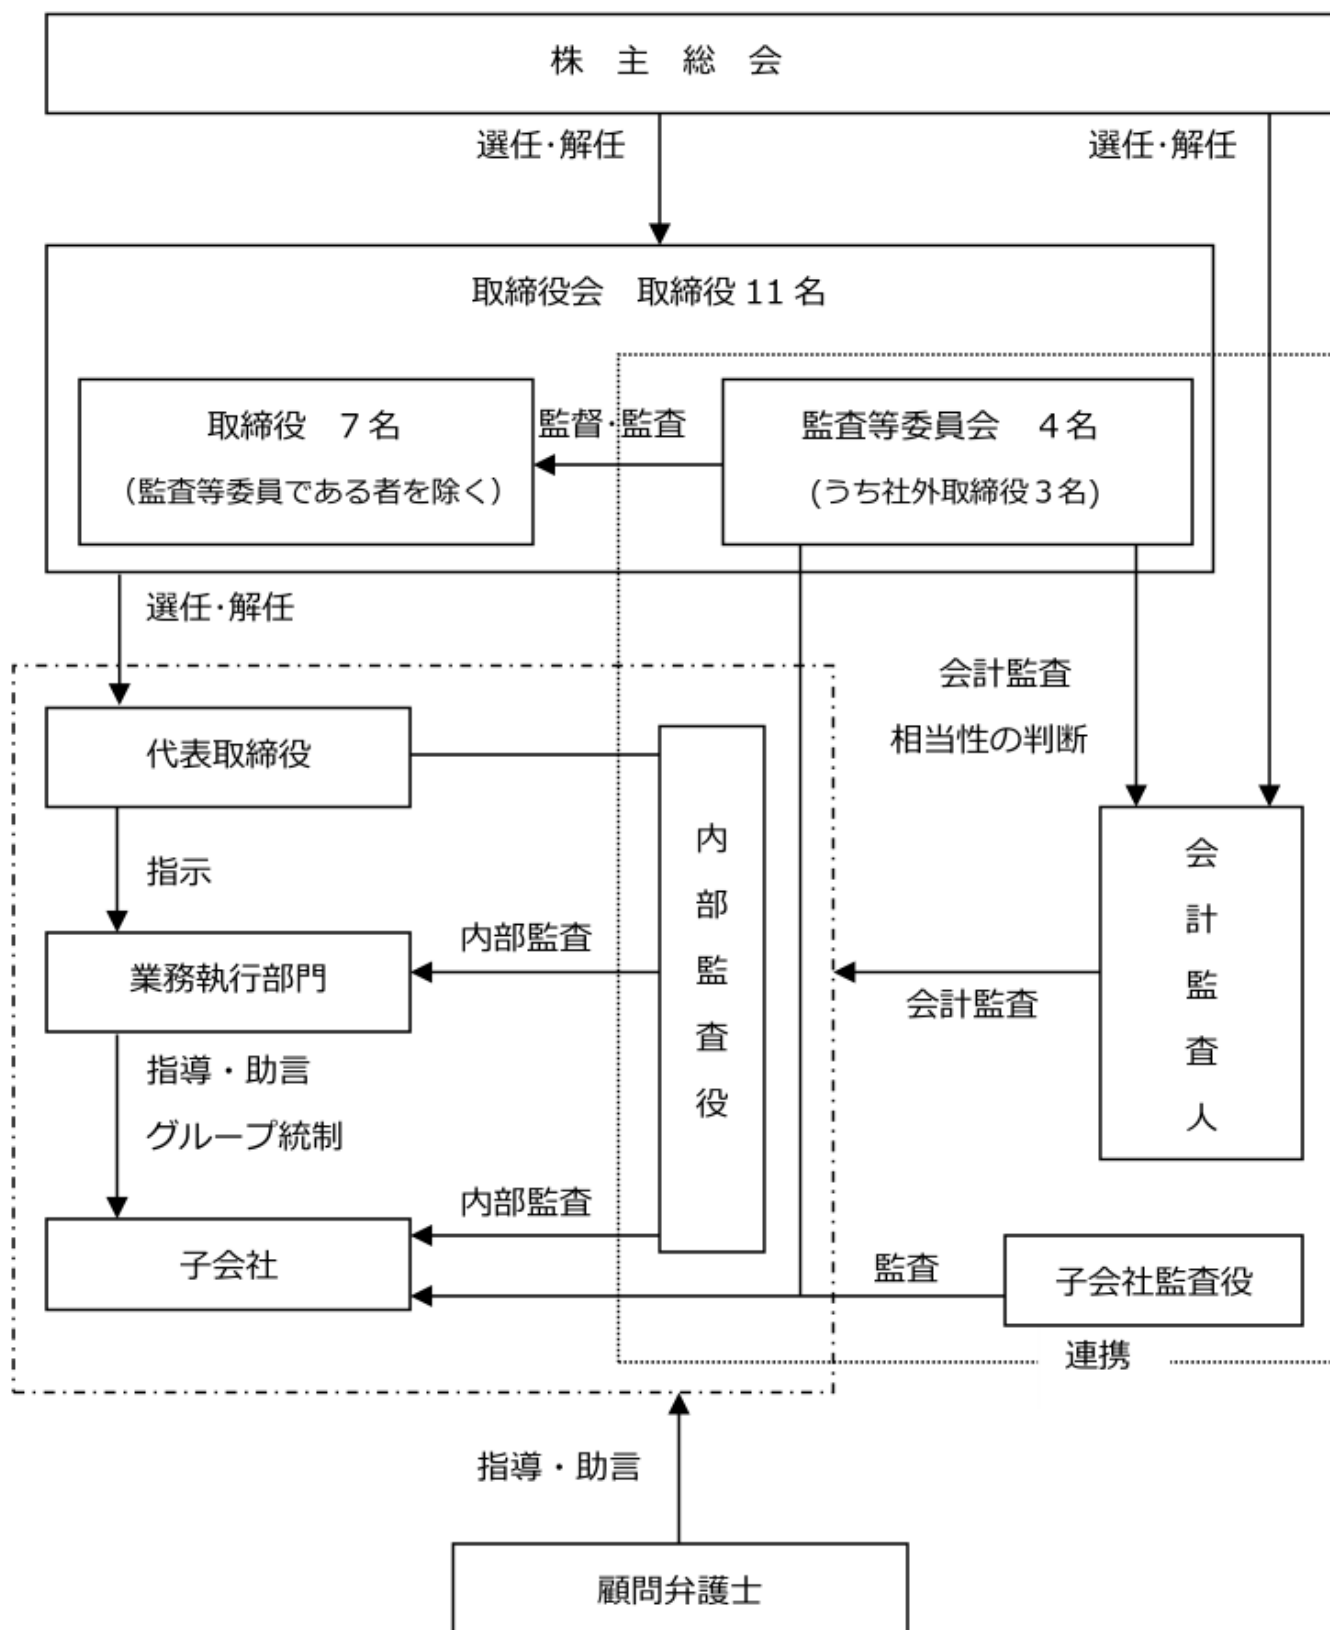 株　主　総　会
選任･解任
選任･解任
取締役会　取締役 11 名
取締役　７名
（監査等委員である者を除く）
監督･監査
監査等委員会　４名
(うち社外取締役３名)
選任･解任
会計監査
相当性の判断
代表取締役
指示
内部監査役
会計監査人
内部監査
業務執行部門
会計監査
指導・助言
グループ統制
内部監査
子会社
監査
子会社監査役
連携
指導・助言
顧問弁護士